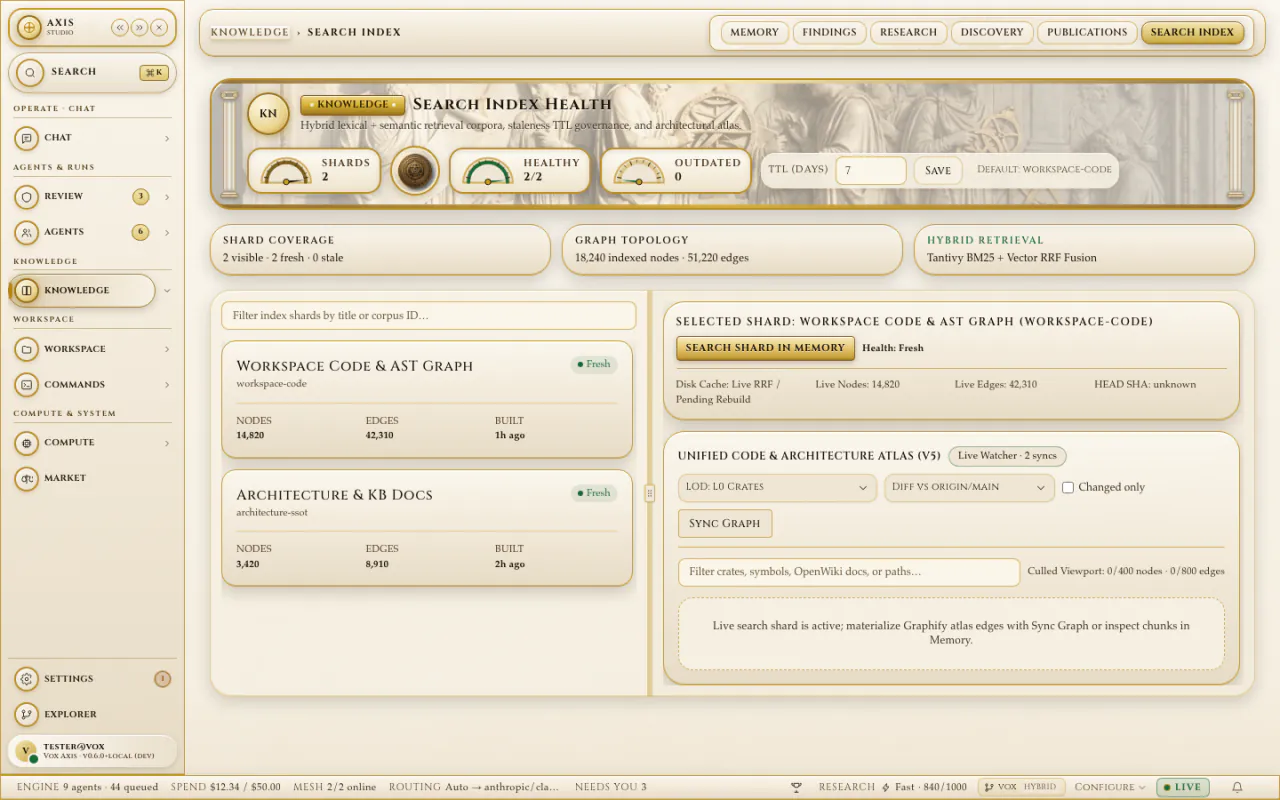 AXIS
STUDIO
SEARCH
⌘K
OPERATE · CHAT
CHAT
AGENTS & RUNS
REVIEW 3
AGENTS 6
KNOWLEDGE
KNOWLEDGE
WORKSPACE
WORKSPACE
COMMANDS
COMPUTE & SYSTEM
COMPUTE
MARKET
SETTINGS 1
EXPLORER
V
TESTER@VOX
VOX AXIS · V0.6.0+LOCAL (DEV)
KNOWLEDGE › SEARCH INDEX
MEMORY FINDINGS RESEARCH DISCOVERY PUBLICATIONS SEARCH INDEX
KN
KNOWLEDGE Search Index Health
Hybrid lexical + semantic retrieval corpora, staleness TTL governance, and architectural atlas.
SHARDS
2
HEALTHY
2/2
OUTDATED
0
TTL (DAYS) 7 Save Default: workspace-code
SHARD COVERAGE
2 visible · 2 fresh · 0 stale
GRAPH TOPOLOGY
18,240 indexed nodes · 51,220 edges
HYBRID RETRIEVAL
Tantivy BM25 + Vector RRF Fusion
Filter index shards by title or corpus ID…
Workspace Code & AST Graph
Fresh
workspace-code
NODES EDGES BUILT
14,820 42,310 1h ago
Architecture & KB Docs
Fresh
architecture-ssot
NODES EDGES BUILT
3,420 8,910 2h ago
SELECTED SHARD: WORKSPACE CODE & AST GRAPH (WORKSPACE-CODE)
SEARCH SHARD IN MEMORY Health: Fresh
Disk Cache: Live RRF /
Pending Rebuild
Live Nodes: 14,820
Live Edges: 42,310
HEAD SHA: unknown
UNIFIED CODE & ARCHITECTURE ATLAS (V5) Live Watcher · 2 syncs
LOD: L0 Crates
Diff vs origin/main
Changed only
Sync Graph
Filter crates, symbols, OpenWiki docs, or paths…
Culled Viewport: 0/400 nodes · 0/800 edges
Live search shard is active; materialize Graphify atlas edges with Sync Graph or inspect chunks in
Memory.
ENGINE 9 agents · 44 queued SPEND $12.34 / $50.00 MESH 2/2 online ROUTING Auto → anthropic/cla… NEEDS YOU 3
RESEARCH Fast · 840/1000 VOX HYBRID CONFIGURE LIVE